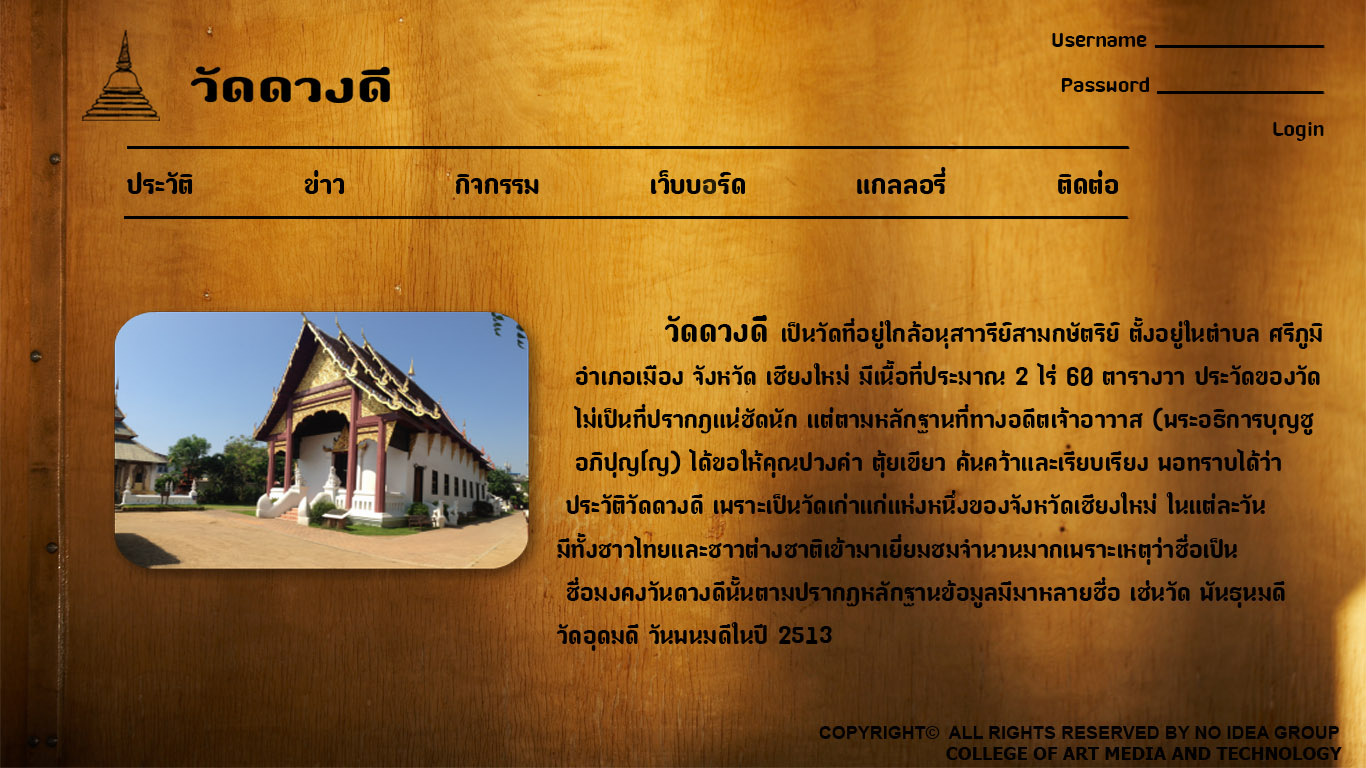 Username
วัดดวงดี
Password
Login
ประวัติ ข่าว กิจกรรม เว็บบอร์ด แกลลอรี่ ติดต่อ
วัดดวงดี เป็นวัดที่อยู่ใกล้อนุสาวรีย์สามกษัตริย์ ตั้งอยู่ในตำบล ศรีภูมิ
อำเภอเมือง จังหวัด เชียงใหม่ มีเนื้อที่ประมาณ 2 ไร่ 60 ตารางวา ประวัดของวัด
ไม่เป็นที่ปรากฎแน่ชัดนัก แต่ตามหลักฐานที่ทางอดีตเจ้าอาวาส (พระอธิการบุญชู
อภิปุญโญ) ได้ขอให้คุณปวงคำ ตุ้ยเขียว ค้นคว้าและเรียบเรียง พอทราบได้ว่า
ประวัติวัดดวงดี เพราะเป็นวัดเก่าแก่แห่งหนึ่งของจังหวัดเชียงใหม่ ในแต่ละวัน
มีทั้งชาวไทยและชาวต่างชาติเข้ามาเยี่ยมชมจำนวนมากเพราะเหตุว่าชื่อเป็น
ชื่อมงคงวันดวงดีนั้นตามปรากฎหลักฐานข้อมูลมีมาหลายชื่อ เช่นวัด พันธุนมดี
วัดอุดมดี วันพนมดีในปี 2513
COPYRIGHT© ALL RIGHTS RESERVED BY NO IDEA GROUP
COLLEGE OF ART MEDIA AND TECHNOLOGY